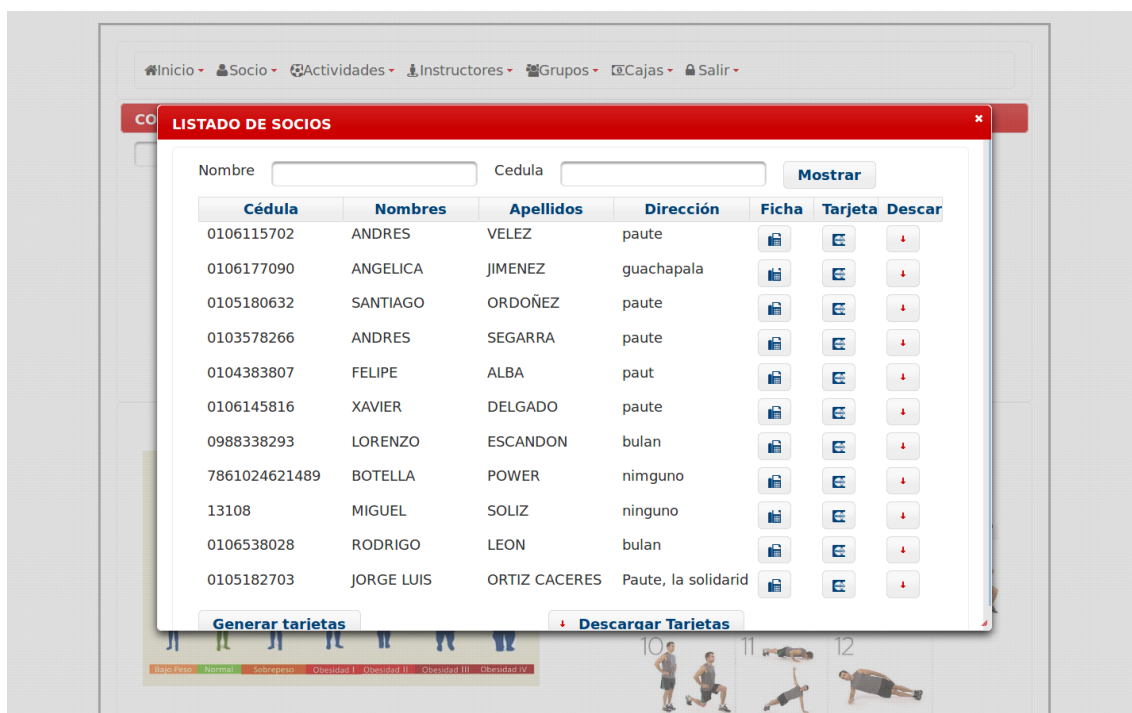 Inicio Socio Actividades Instructores Grupos Cajas Salir
CO
LISTADO DE SOCIOS
Nombre Cedula Mostrar
Cédula Nombres Apellidos Dirección Ficha Tarjeta Descar
0106115702 ANDRES VELEZ paute
0106177090 ANGELICA JIMENEZ guachapala
0105180632 SANTIAGO ORDOÑEZ paute
0103578266 ANDRES SEGARRA paute
0104383807 FELIPE ALBA paut
0106145816 XAVIER DELGADO paute
0988338293 LORENZO ESCANDON bulan
7861024621489 BOTELLA POWER nimguno
13108 MIGUEL SOLIZ ninguno
0106538028 RODRIGO LEON bulan
0105182703 JORGE LUIS ORTIZ CACERES Paute, la solidarid
Generar tarjetas Descargar Tarjetas
10 11 12
Bajo Peso Normal Sobrepeso Obesidad I Obesidad II Obesidad III Obesidad IV